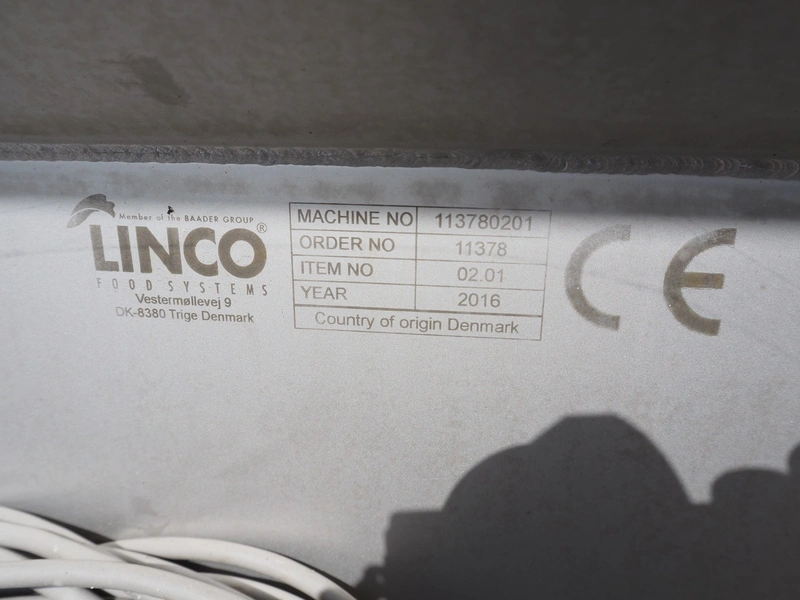 Member of the BAADER GROUP
LINCO®
FOOD SYSTEMS
Vestermøllevej 9
DK-8380 Trige Denmark
MACHINE NO 113780201
ORDER NO 11378
ITEM NO 02.01
YEAR 2016
Country of origin Denmark
CE